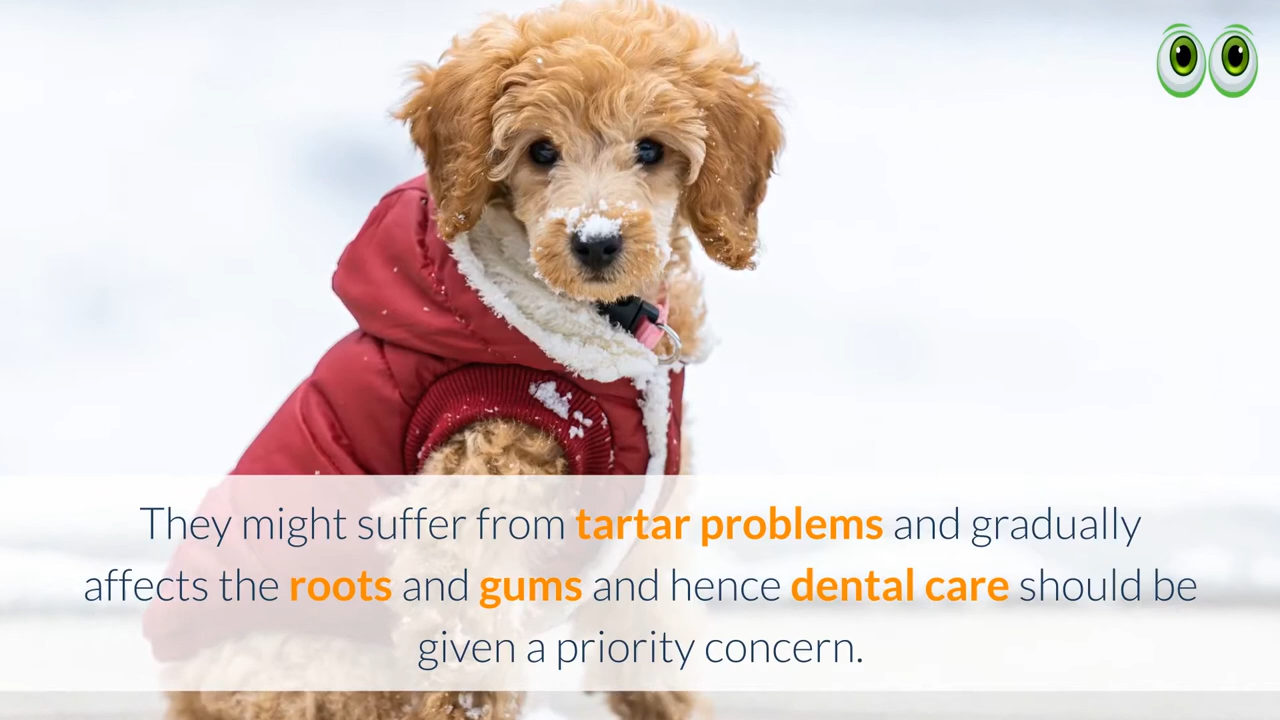 They might suffer from tartar problems and gradually
affects the roots and gums and hence dental care should be
given a priority concern.